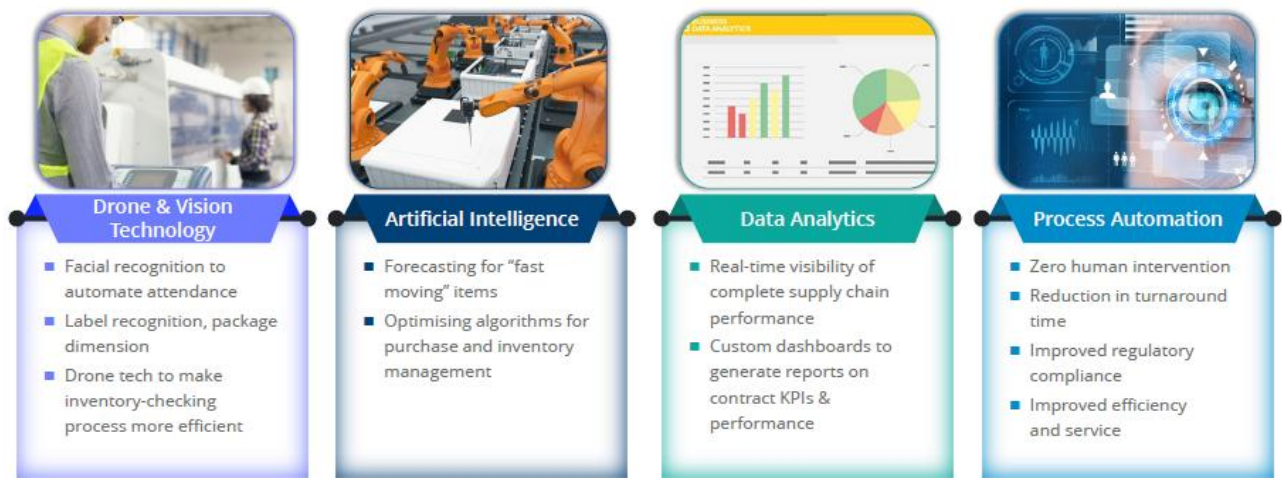 BUSINESS
DATA ANALYTICS
Drone & Vision
Technology
Facial recognition to
automate attendance
Label recognition, package
dimension
Drone tech to make
inventory-checking
process more efficient
Artificial Intelligence
Forecasting for “fast
moving” items
Optimising algorithms for
purchase and inventory
management
Data Analytics
Real-time visibility of
complete supply chain
performance
Custom dashboards to
generate reports on
contract KPIs &
performance
Process Automation
Zero human intervention
Reduction in turnaround
time
Improved regulatory
compliance
Improved efficiency
and service